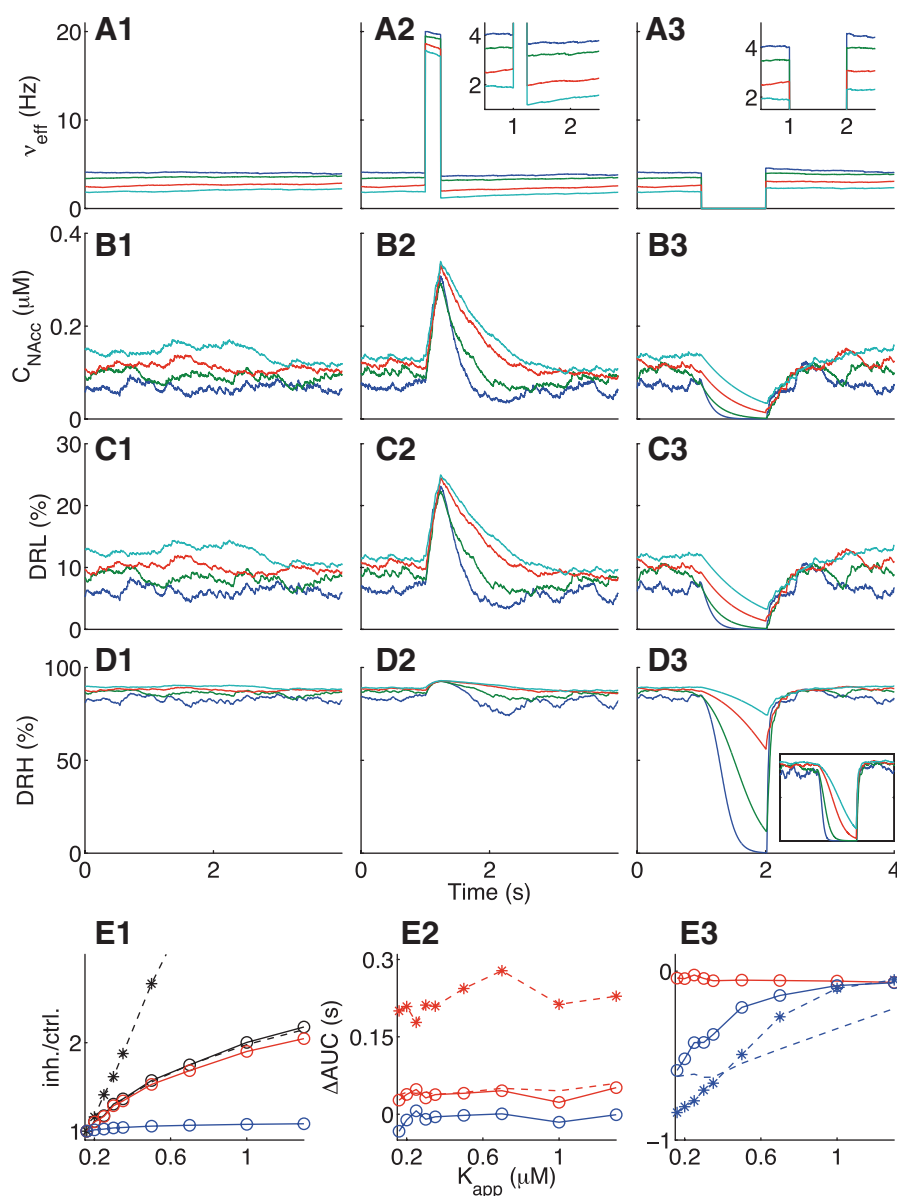 A1
A2
A3
20
10
0
ν_eff (Hz)
4
2
1
2
4
2
1
2
B1
B2
B3
0.4
0.2
0
C_NAcc (μM)
C1
C2
C3
30
20
10
0
DRL (%)
D1
D2
D3
100
50
0
DRH (%)
0
2
0
2
0
2
4
Time (s)
E1
E2
E3
2
1
inh./ctrl.
0.2
0.6
1
0.3
0.15
0
ΔAUC (s)
0.2
0.6
1
0
−1
0.2
0.6
1
K_app (μM)